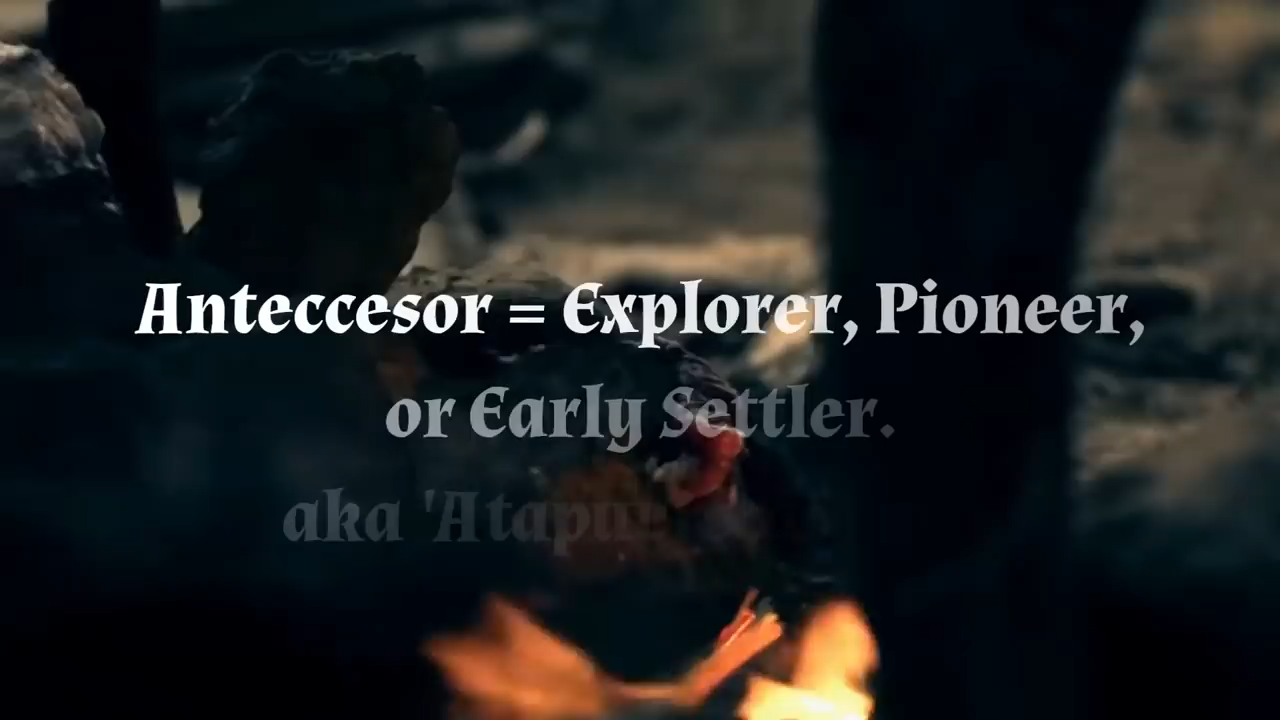 Anteccesor = Explorer, Pioneer,
or Early Settler.
aka